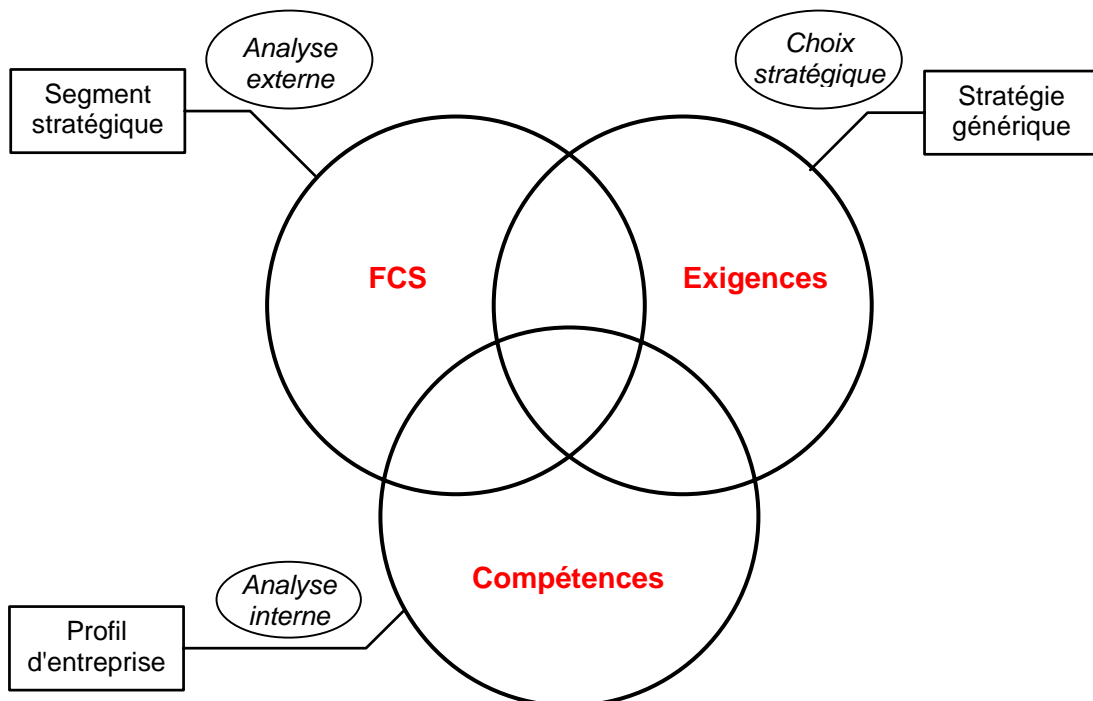 Analyse
externe
Choix
stratégique
Segment
stratégique
Stratégie
générique
FCS
Exigences
Compétences
Analyse
interne
Profil
d'entreprise